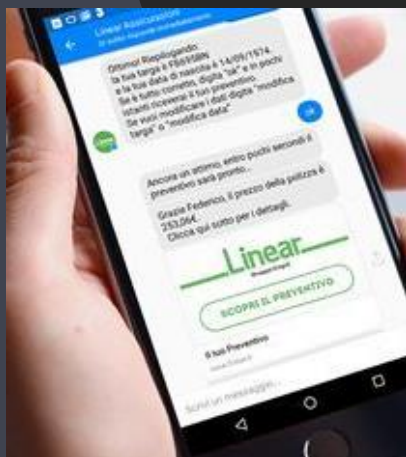 Linear Assicurazioni
Ottimo! Riepilogando:
la tua targa è
e la tua data di nascita è 14/09/1974.
Se è tutto corretto, digita "ok" e in pochi
istanti riceverai il tuo preventivo.
Se vuoi modificare i dati digita "modifica
targa" o "modifica data"
ok
Ancora un attimo, entro pochi secondi il
preventivo sarà pronto...
Grazie Federico, il prezzo della polizza è
253,06€.
Clicca qui sotto per i dettagli.
Linear
SCOPRI IL PREVENTIVO
Il tuo Preventivo
Scrivi un messaggio...